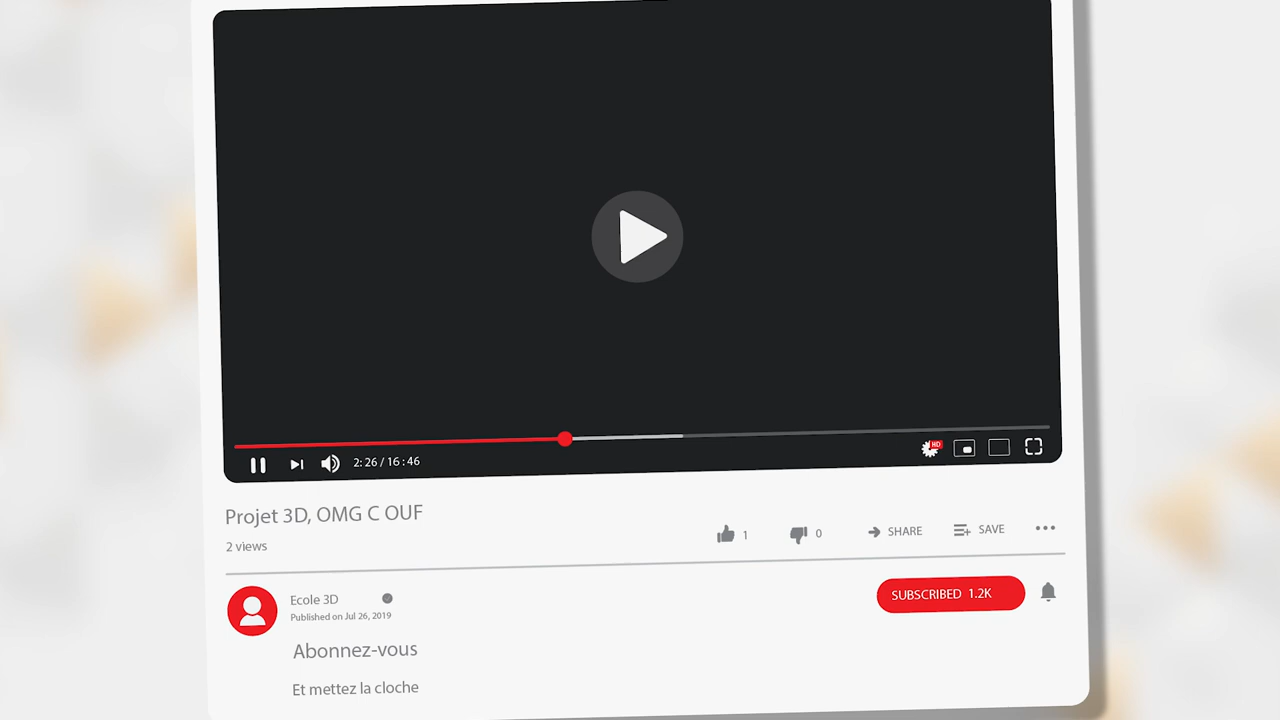 HD
2: 26 / 16 : 46
Projet 3D, OMG C OUF
2 views
1
0
SHARE
SAVE
Ecole 3D
Published on Jul 26, 2019
SUBSCRIBED 1.2K
Abonnez-vous
Et mettez la cloche